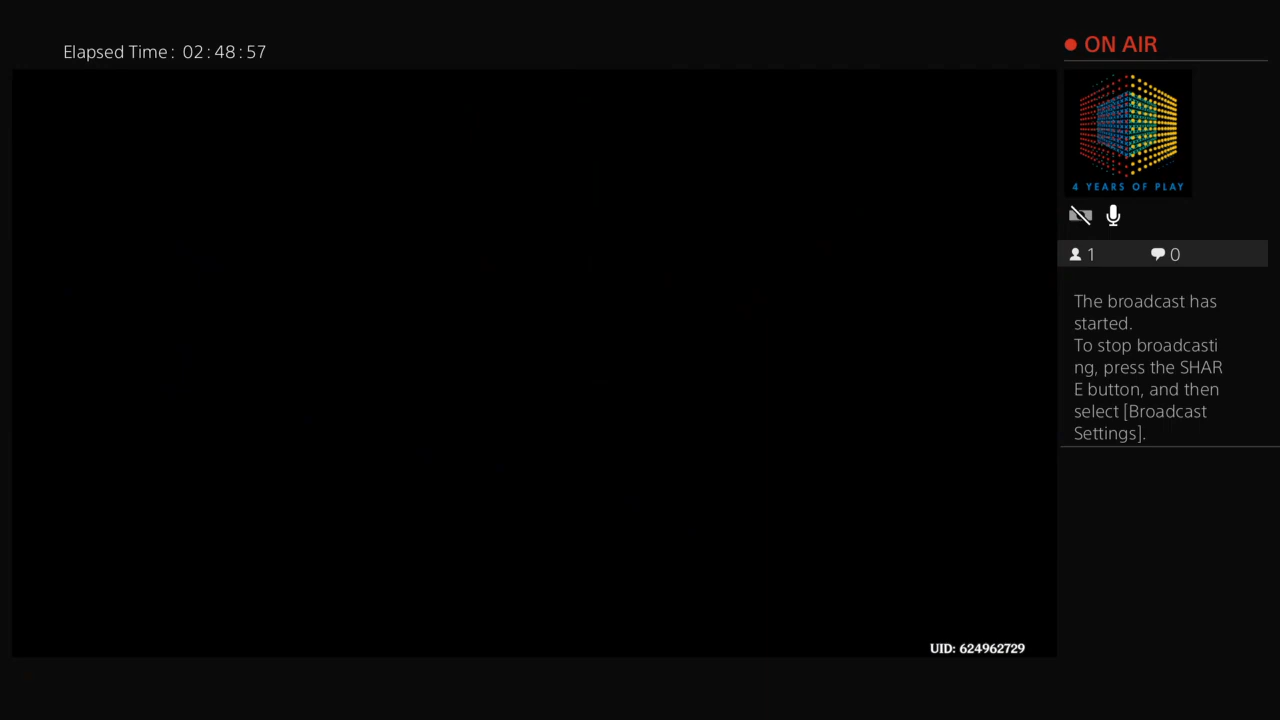 Elapsed Time: 02:48:57
ON AIR
4 YEARS OF PLAY
1 0
The broadcast has
started.
To stop broadcasti
ng, press the SHAR
E button, and then
select [Broadcast
Settings].
UID: 624962729